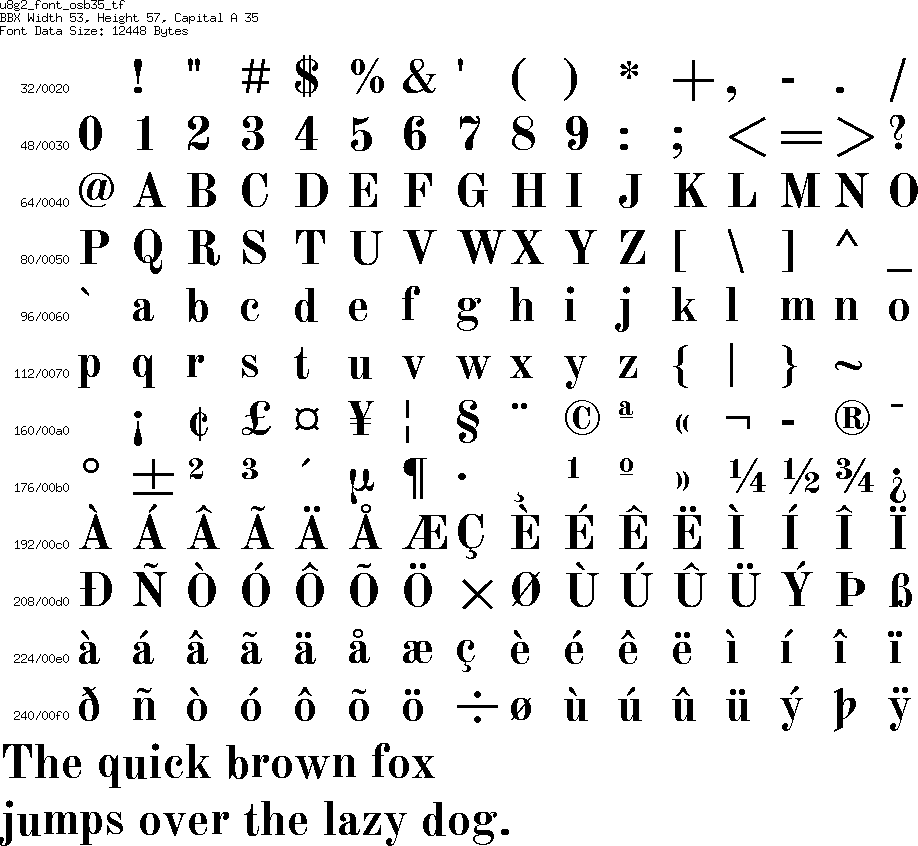 u8g2_font_osb35_tf
BBX Width 53, Height 57, Capital A 35
Font Data Size: 12448 Bytes
32/0020 ! " # $ % & ' ( ) * + , - . /
48/0030 0 1 2 3 4 5 6 7 8 9 : ; < = > ?
64/0040 @ A B C D E F G H I J K L M N O
80/0050 P Q R S T U V W X Y Z [ \ ] ^ _
96/0060 ` a b c d e f g h i j k l m n o
112/0070 p q r s t u v w x y z { | } ~
160/00a0 ¡ ¢ £ ¤ ¥ ¦ § ¨ © ª « ¬ - ® ¯
176/00b0 ° ± ² ³ ´ µ ¶ · ¸ ¹ º » ¼ ½ ¾ ¿
192/00c0 À Á Â Ã Ä Å Æ Ç È É Ê Ë Ì Í Î Ï
208/00d0 Ð Ñ Ò Ó Ô Õ Ö × Ø Ù Ú Û Ü Ý Þ ß
224/00e0 à á â ã ä å æ ç è é ê ë ì í î ï
240/00f0 ð ñ ò ó ô õ ö ÷ ø ù ú û ü ý þ ÿ
The quick brown fox
jumps over the lazy dog.